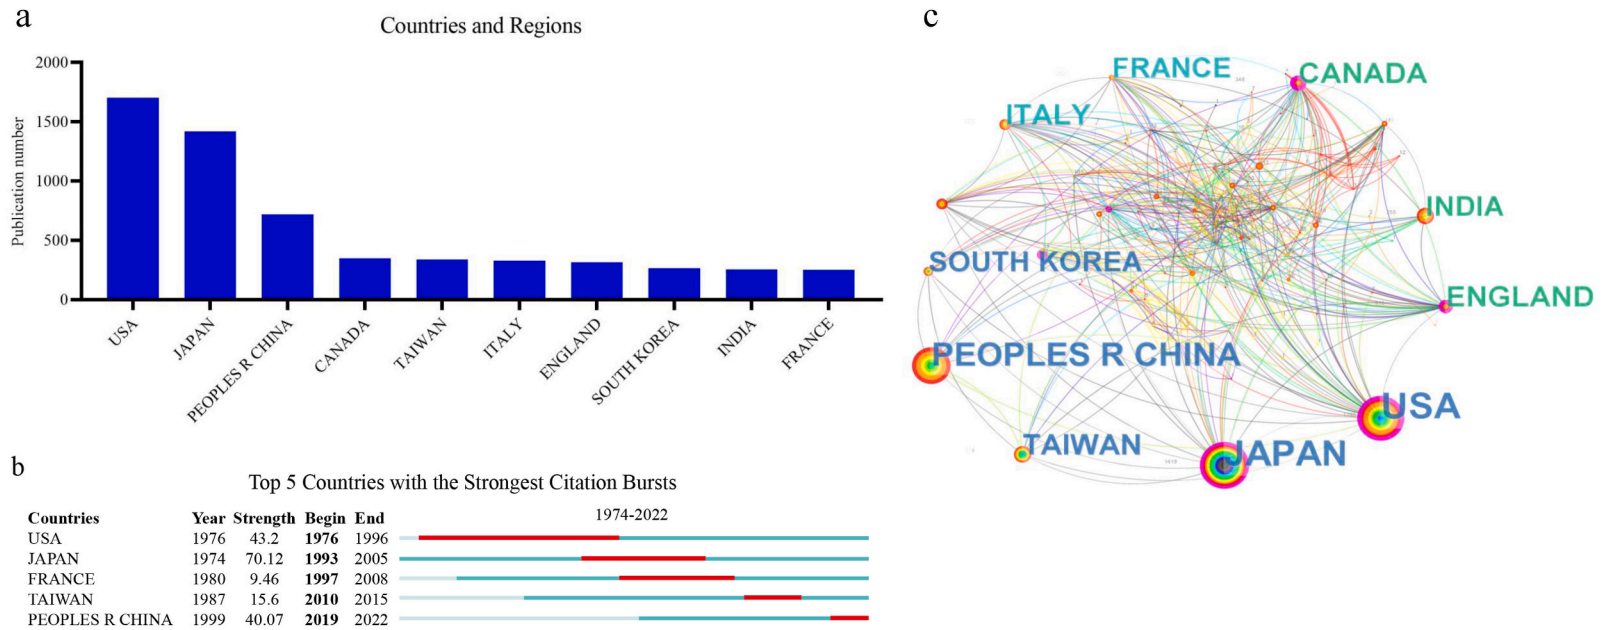 a
Countries and Regions
Publication number
2000
1500
1000
500
0
USA
JAPAN
PEOPLES R CHINA
CANADA
TAIWAN
ITALY
ENGLAND
SOUTH KOREA
INDIA
FRANCE
b
Top 5 Countries with the Strongest Citation Bursts
Countries Year Strength Begin End 1974-2022
USA 1976 43.2 1976 1996
JAPAN 1974 70.12 1993 2005
FRANCE 1980 9.46 1997 2008
TAIWAN 1987 15.6 2010 2015
PEOPLES R CHINA 1999 40.07 2019 2022
c
FRANCE
CANADA
ITALY
INDIA
SOUTH KOREA
ENGLAND
PEOPLES R CHINA
USA
TAIWAN
JAPAN